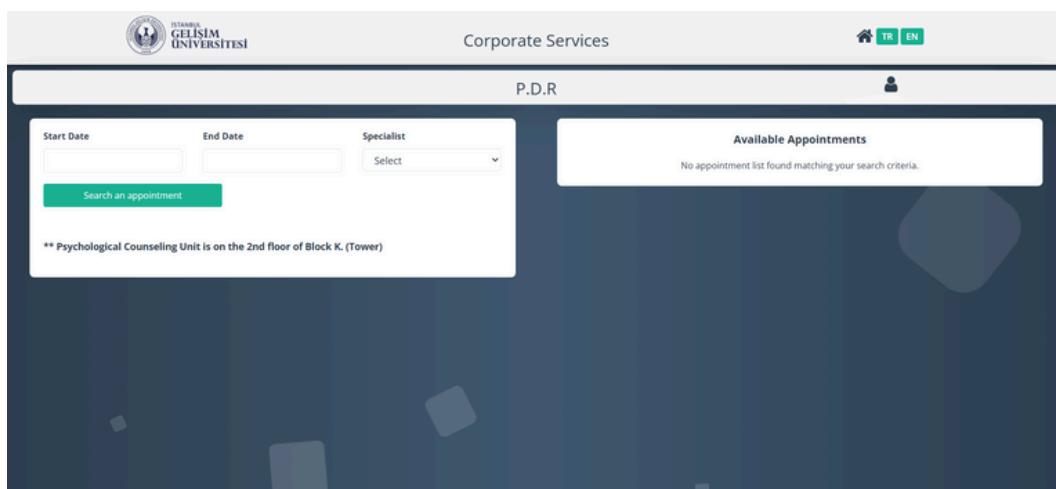 İSTANBUL
GELİŞİM
ÜNİVERSİTESİ
Corporate Services
TR EN
P.D.R
Start Date End Date Specialist
Select
Search an appointment
** Psychological Counseling Unit is on the 2nd floor of Block K. (Tower)
Available Appointments
No appointment list found matching your search criteria.